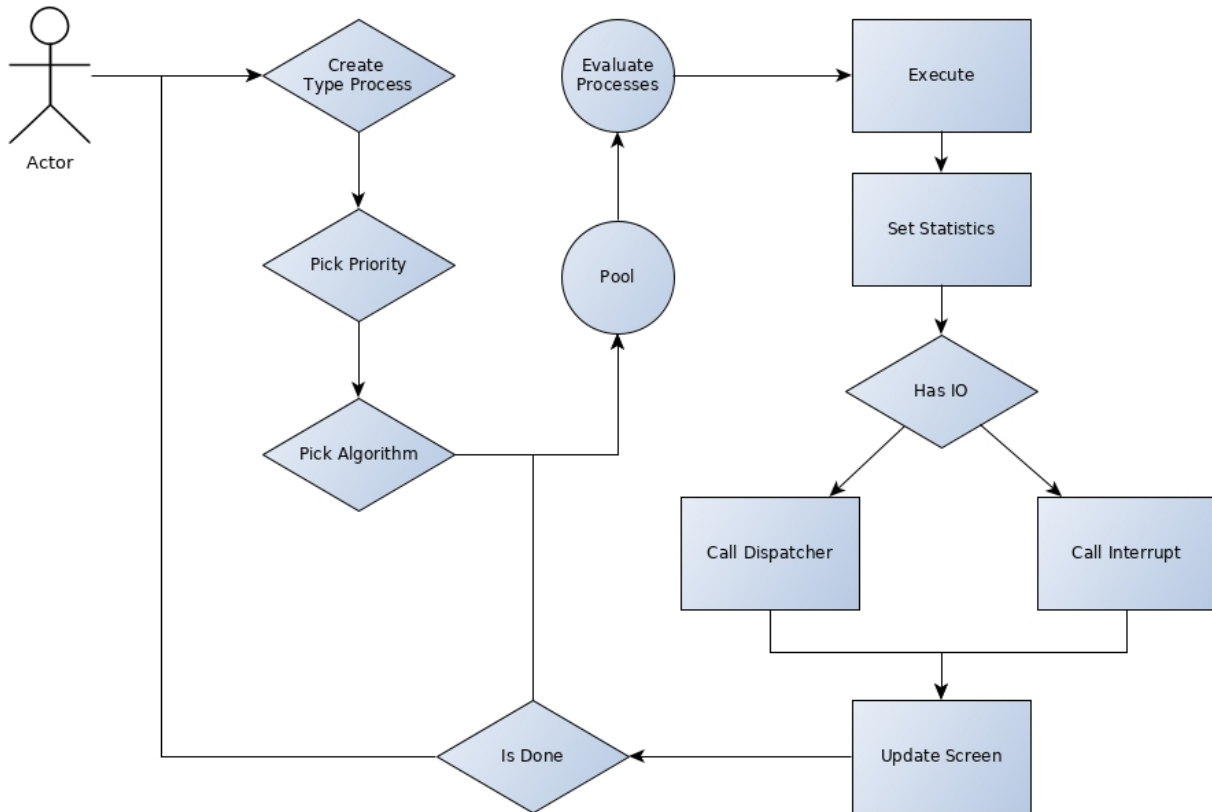 Actor
Create
Type Process
Pick Priority
Pick Algorithm
Pool
Evaluate
Processes
Execute
Set Statistics
Has IO
Call Dispatcher
Call Interrupt
Update Screen
Is Done